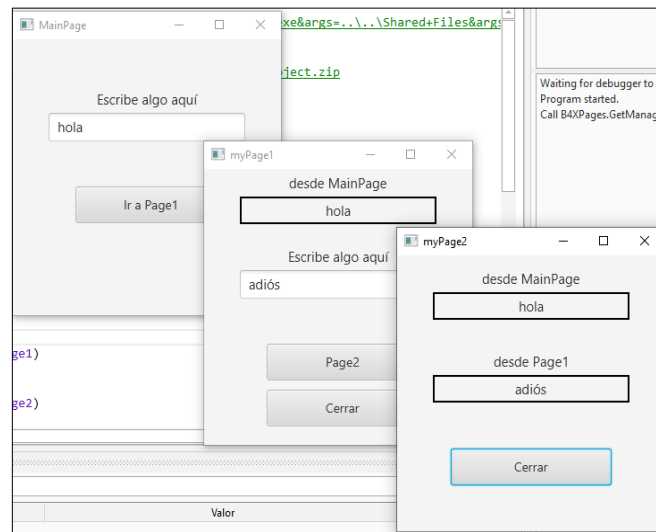 MainPage
xe&args=..\..\Shared+Files&args
ject.zip
Escribe algo aquí
hola
Ir a Page1
Waiting for debugger to
Program started.
Call B4XPages.GetManag
myPage1
desde MainPage
hola
Escribe algo aquí
adiós
Page2
Cerrar
myPage2
desde MainPage
hola
desde Page1
adiós
Cerrar
ge1)
ge2)
Valor